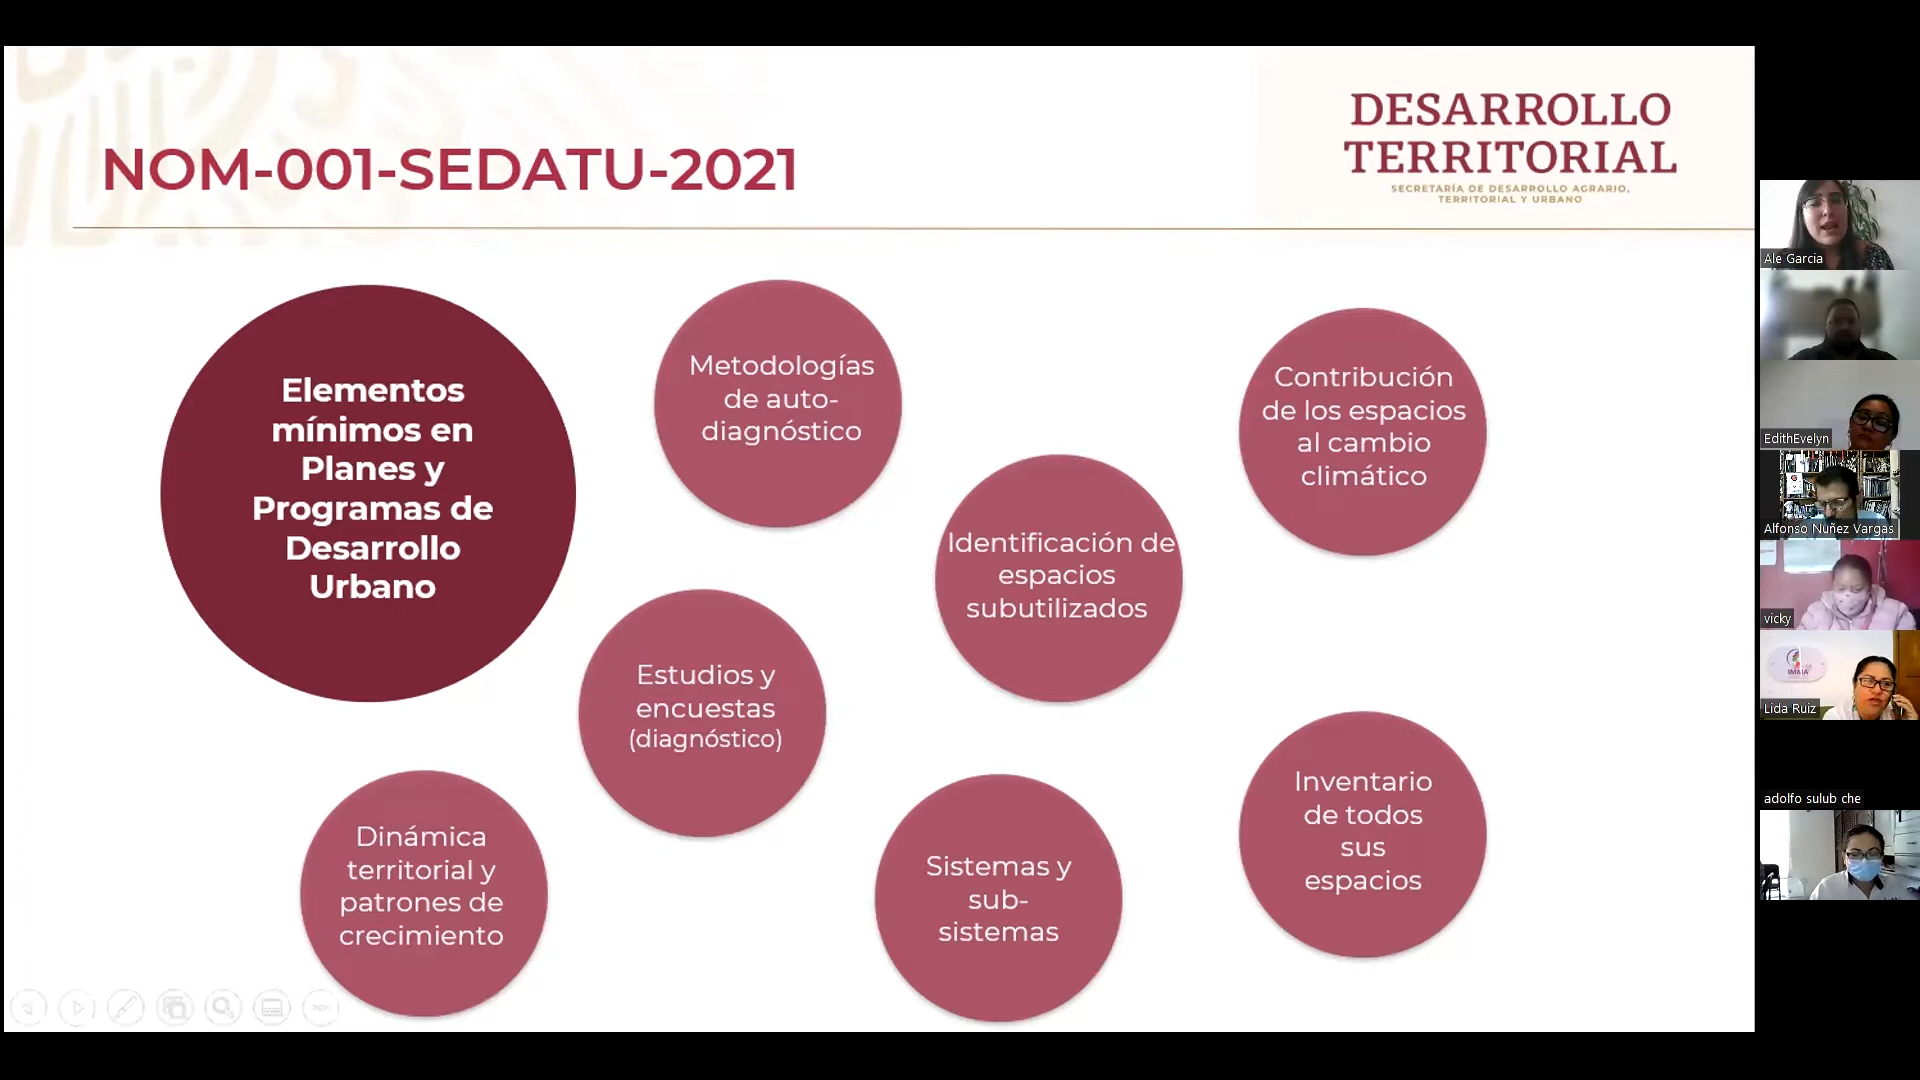 NOM-001-SEDATU-2021
DESARROLLO
TERRITORIAL
SECRETARÍA DE DESARROLLO AGRARIO,
TERRITORIAL Y URBANO
Elementos
mínimos en
Planes y
Programas de
Desarrollo
Urbano
Metodologías
de auto-
diagnóstico
Contribución
de los espacios
al cambio
climático
Identificación de
espacios
subutilizados
Estudios y
encuestas
(diagnóstico)
Inventario
de todos
sus
espacios
Dinámica
territorial y
patrones de
crecimiento
Sistemas y
sub-
sistemas
Ale Garcia
EdithEvelyn
Alfonso Nuñez Vargas
vicky
Lida Ruiz
adolfo sulub che